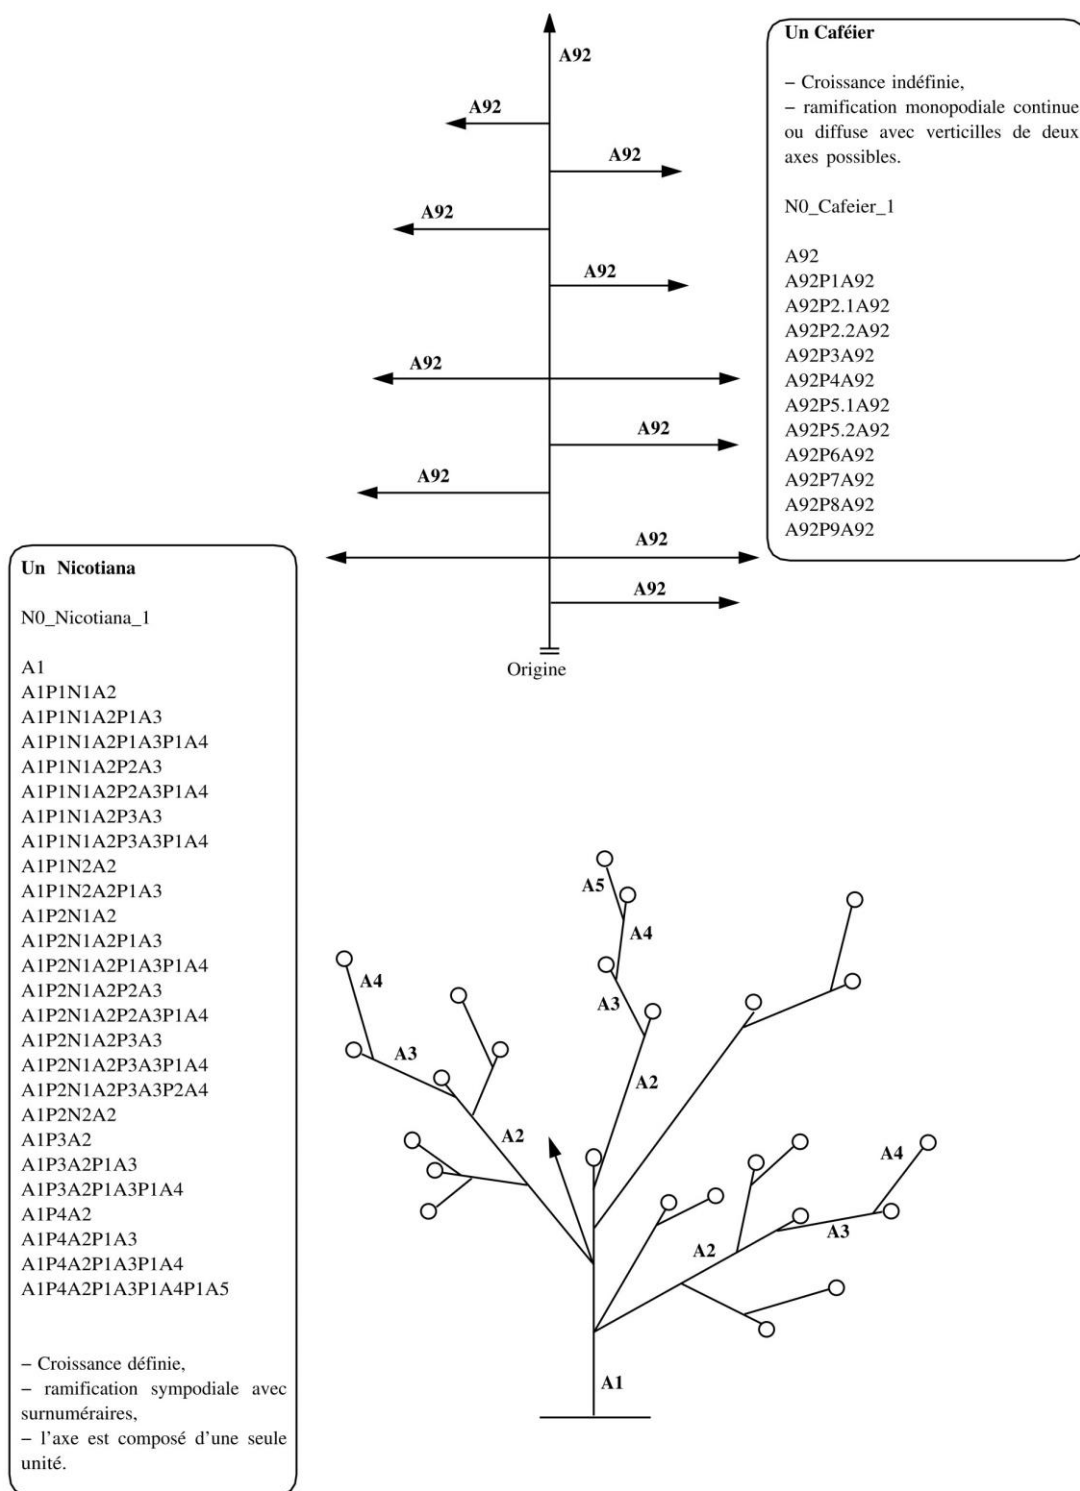 A92
A92
A92
A92
A92
A92
A92
A92
A92
A92
Origine
Un Caféier
– Croissance indéfinie,
– ramification monopodiale continue
ou diffuse avec verticilles de deux
axes possibles.
N0_Cafeier_1
A92
A92P1A92
A92P2.1A92
A92P2.2A92
A92P3A92
A92P4A92
A92P5.1A92
A92P5.2A92
A92P6A92
A92P7A92
A92P8A92
A92P9A92
Un Nicotiana
N0_Nicotiana_1
A1
A1P1N1A2
A1P1N1A2P1A3
A1P1N1A2P1A3P1A4
A1P1N1A2P2A3
A1P1N1A2P2A3P1A4
A1P1N1A2P3A3
A1P1N1A2P3A3P1A4
A1P1N2A2
A1P1N2A2P1A3
A1P2N1A2
A1P2N1A2P1A3
A1P2N1A2P1A3P1A4
A1P2N1A2P2A3
A1P2N1A2P2A3P1A4
A1P2N1A2P3A3
A1P2N1A2P3A3P1A4
A1P2N1A2P3A3P2A4
A1P2N2A2
A1P3A2
A1P3A2P1A3
A1P3A2P1A3P1A4
A1P4A2
A1P4A2P1A3
A1P4A2P1A3P1A4
A1P4A2P1A3P1A4P1A5
– Croissance définie,
– ramification sympodiale avec
surnuméraires,
– l'axe est composé d'une seule
unité.
A5
A4
A4
A3
A3
A2
A2
A4
A3
A2
A1